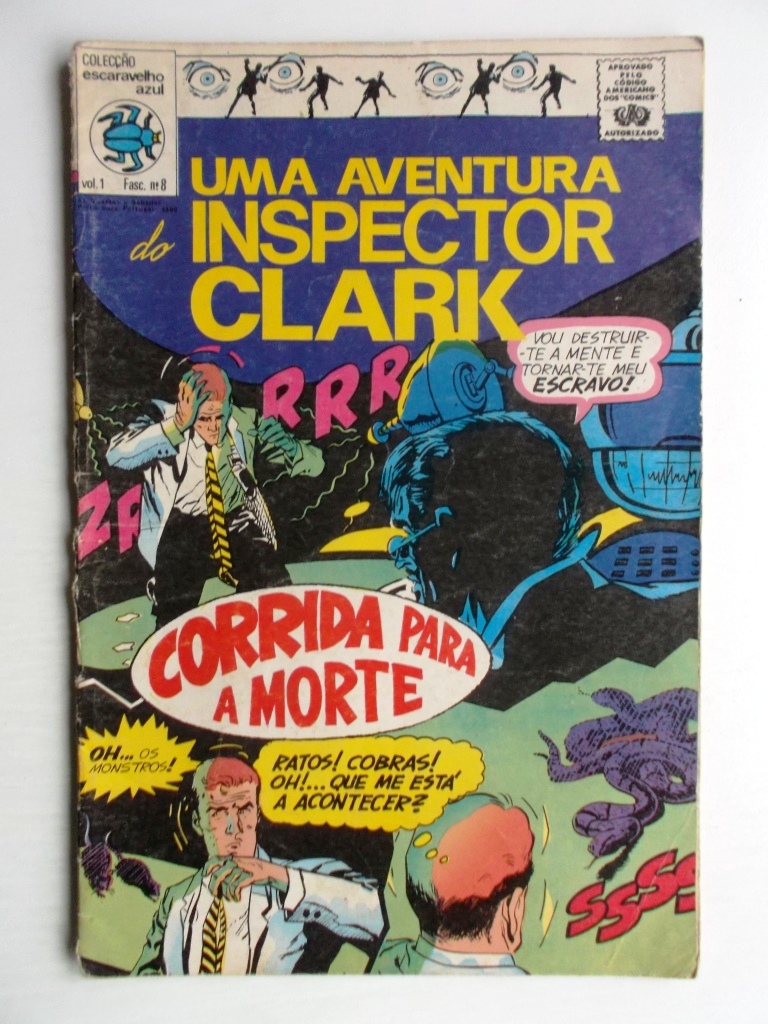 COLECÇÃO
escaravelho
azul
vol.1 Fasc. nº 8
APROVADO
PELO
CÓDIGO
AMERICANO
DOS "COMICS"
AUTORIZADO
UMA AVENTURA
do INSPECTOR
CLARK
VOU DESTRUIR-
-TE A MENTE E
TORNAR-TE MEU
ESCRAVO!
RRR
ZR
CORRIDA PARA
A MORTE
OH... OS
MONSTROS!
RATOS! COBRAS!
OH!... QUE ME ESTÁ
A ACONTECER?
SSSS